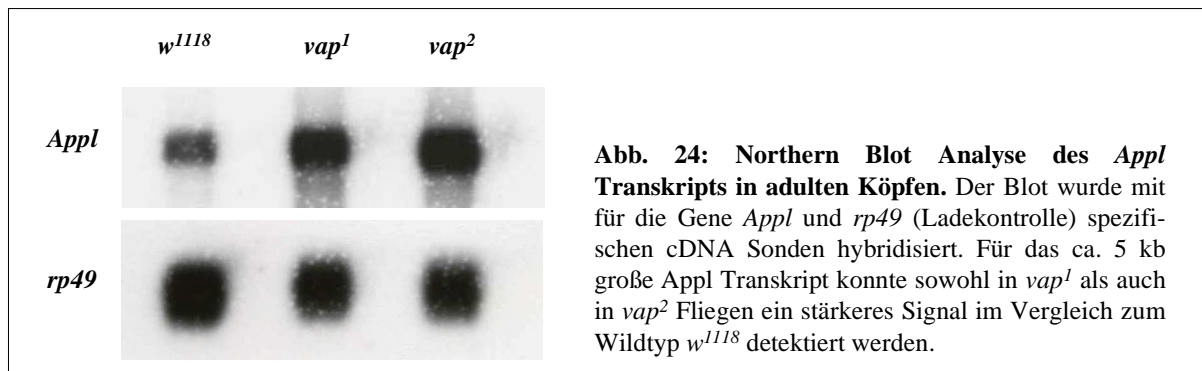 w1118 vap1 vap2
Appl
rp49
Abb. 24: Northern Blot Analyse des Appl
Transkripts in adulten Köpfen. Der Blot wurde mit
für die Gene Appl und rp49 (Ladekontrolle) spezifi-
schen cDNA Sonden hybridisiert. Für das ca. 5 kb
große Appl Transkript konnte sowohl in vap1 als auch
in vap2 Fliegen ein stärkeres Signal im Vergleich zum
Wildtyp w1118 detektiert werden.